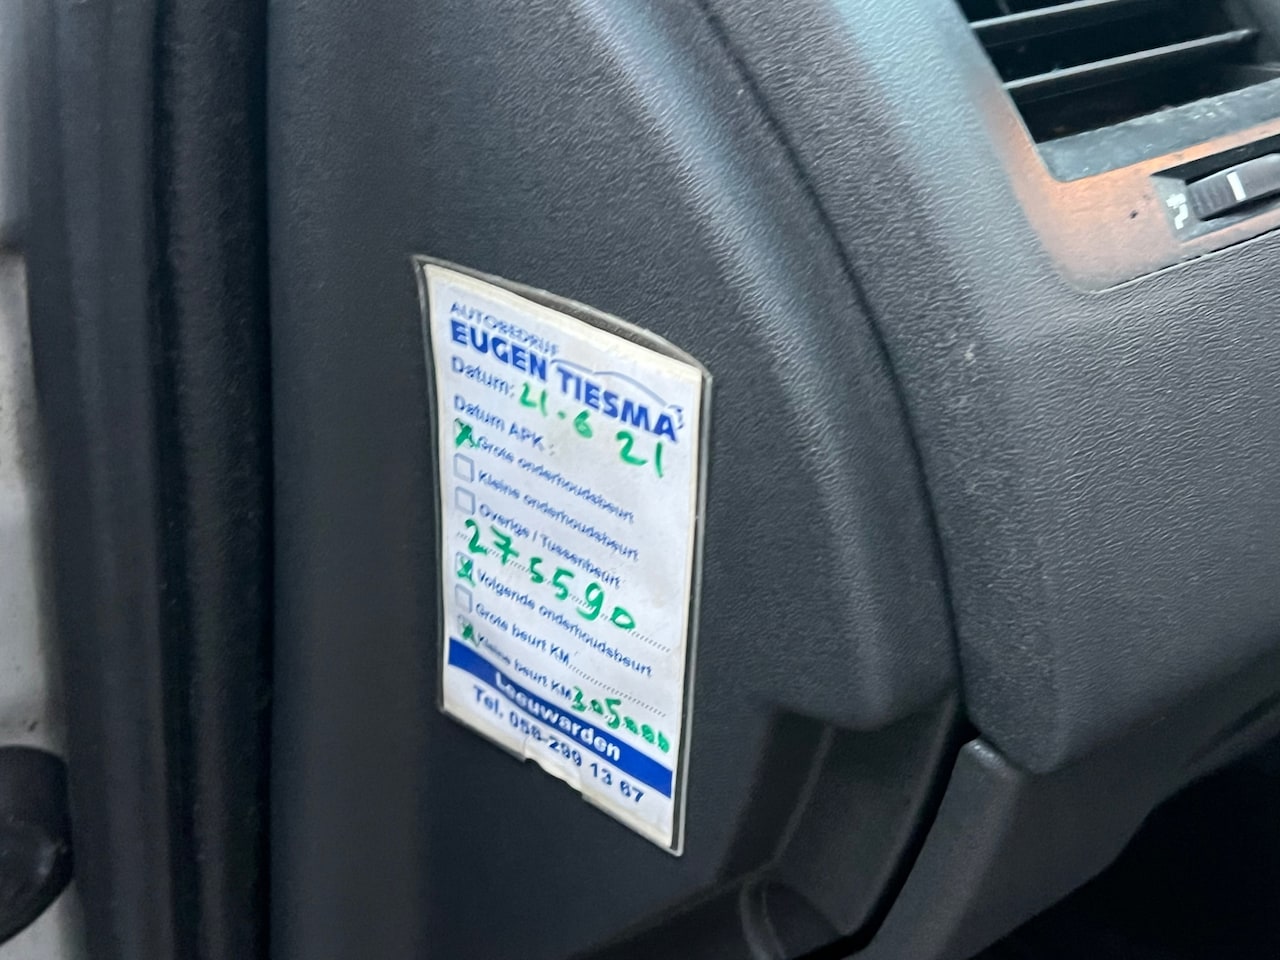 AUTOBEDRIJF
EUGEN TIESMA
Datum: 21-6 21
Datum APK:
Grote onderhoudsbeurt
Kleine onderhoudsbeurt
Overige / Tussenbeurt
275590
Volgende onderhoudsbeurt
Grote beurt KM
Kleine beurt KM 305000
Leeuwarden
Tel. 058-299 13 67